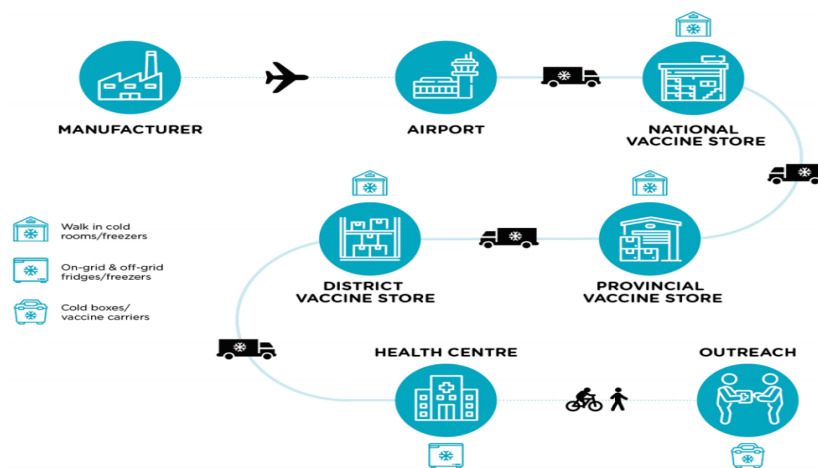 MANUFACTURER
AIRPORT
NATIONAL
VACCINE STORE
Walk in cold
rooms/freezers
On-grid & off-grid
fridges/freezers
Cold boxes/
vaccine carriers
DISTRICT
VACCINE STORE
PROVINCIAL
VACCINE STORE
HEALTH CENTRE
OUTREACH